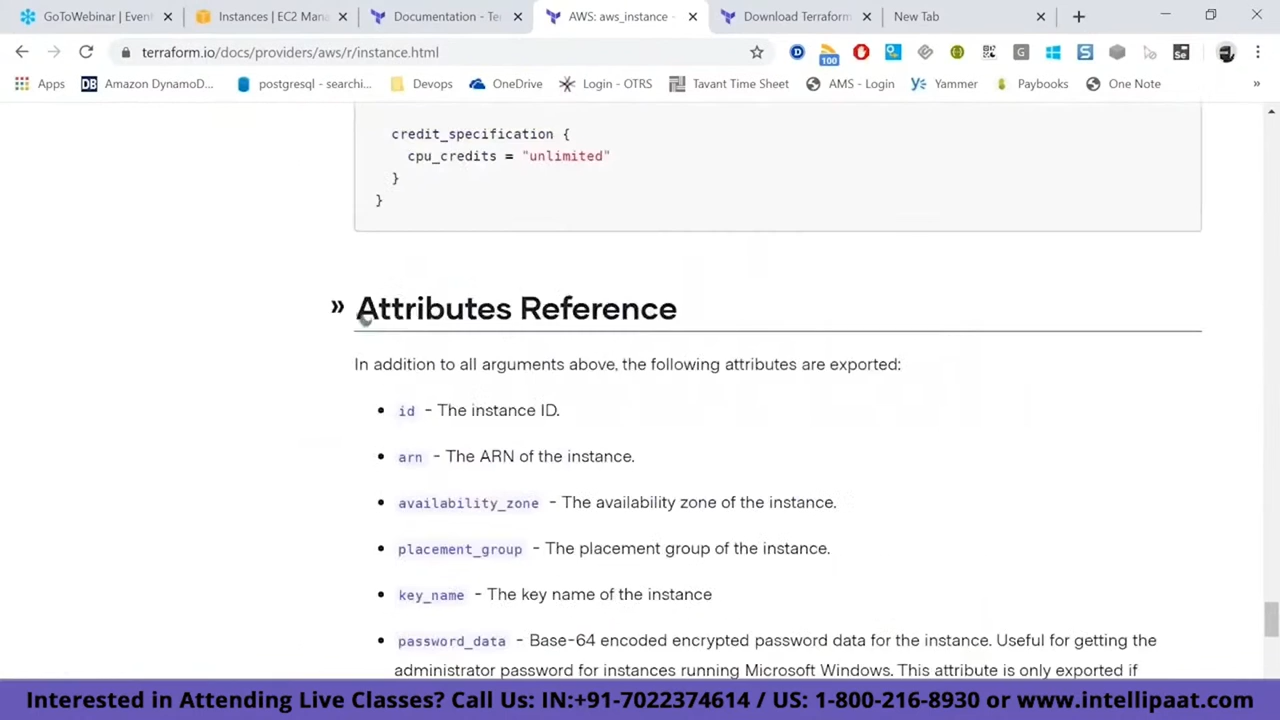 GoToWebinar | Event
Instances | EC2 Man
Documentation - Ter
AWS: aws_instance -
Download Terraform
New Tab
terraform.io/docs/providers/aws/r/instance.html
100
Apps
DB Amazon DynamoD...
postgresql - searchi...
Devops
OneDrive
Login - OTRS
Tavant Time Sheet
AMS - Login
Yammer
Paybooks
One Note
»
credit_specification {
cpu_credits = "unlimited"
}
}
» Attributes Reference
In addition to all arguments above, the following attributes are exported:
• id - The instance ID.
• arn - The ARN of the instance.
• availability_zone - The availability zone of the instance.
• placement_group - The placement group of the instance.
• key_name - The key name of the instance
• password_data - Base-64 encoded encrypted password data for the instance. Useful for getting the
administrator password for instances running Microsoft Windows. This attribute is only exported if
Interested in Attending Live Classes? Call Us: IN:+91-7022374614 / US: 1-800-216-8930 or www.intellipaat.com